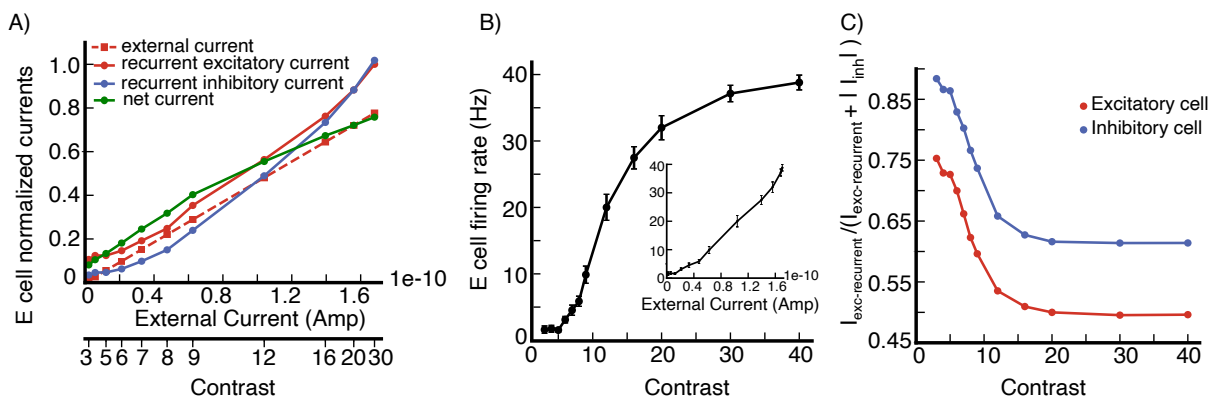 A)
E cell normalized currents
external current
recurrent excitatory current
recurrent inhibitory current
net current
1.0
0.8
0.6
0.4
0.2
0
0 0.4 0.8 1.2 1.6
1e-10
External Current (Amp)
3 5 6 7 8 9 12 16 20 30
Contrast
B)
E cell firing rate (Hz)
40
30
20
10
0
0 10 20 30 40
Contrast
40
30
20
10
0
0 0.4 0.8 1.2 1.6
1e-10
External Current (Amp)
C)
I exc-recurrent /(I exc-recurrent + | I inh | )
0.85
0.75
0.65
0.55
0.45
0 10 20 30 40
Contrast
Excitatory cell
Inhibitory cell